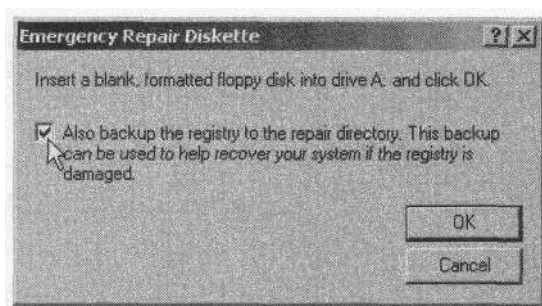 Emergency Repair Diskette
Insert a blank, formatted floppy disk into drive A: and click OK.
Also backup the registry to the repair directory. This backup
can be used to help recover your system if the registry is
damaged.
OK
Cancel